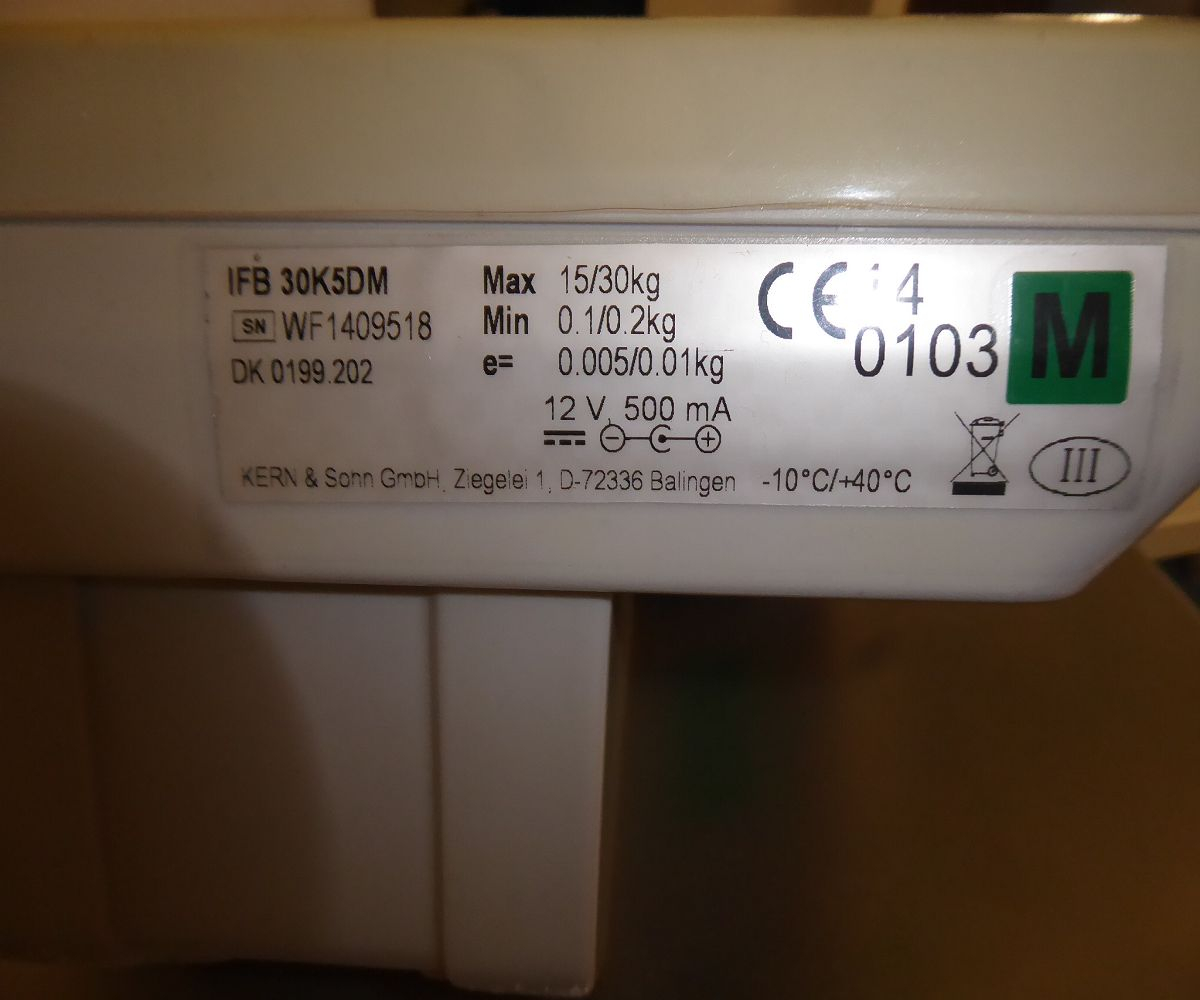 IFB 30K5DM
SN WF1409518
DK 0199.202
Max 15/30kg
Min 0.1/0.2kg
e= 0.005/0.01kg
12 V, 500 mA
CE 14
0103
M
III
KERN & Sohn GmbH, Ziegelei 1, D-72336 Balingen -10°C/+40°C